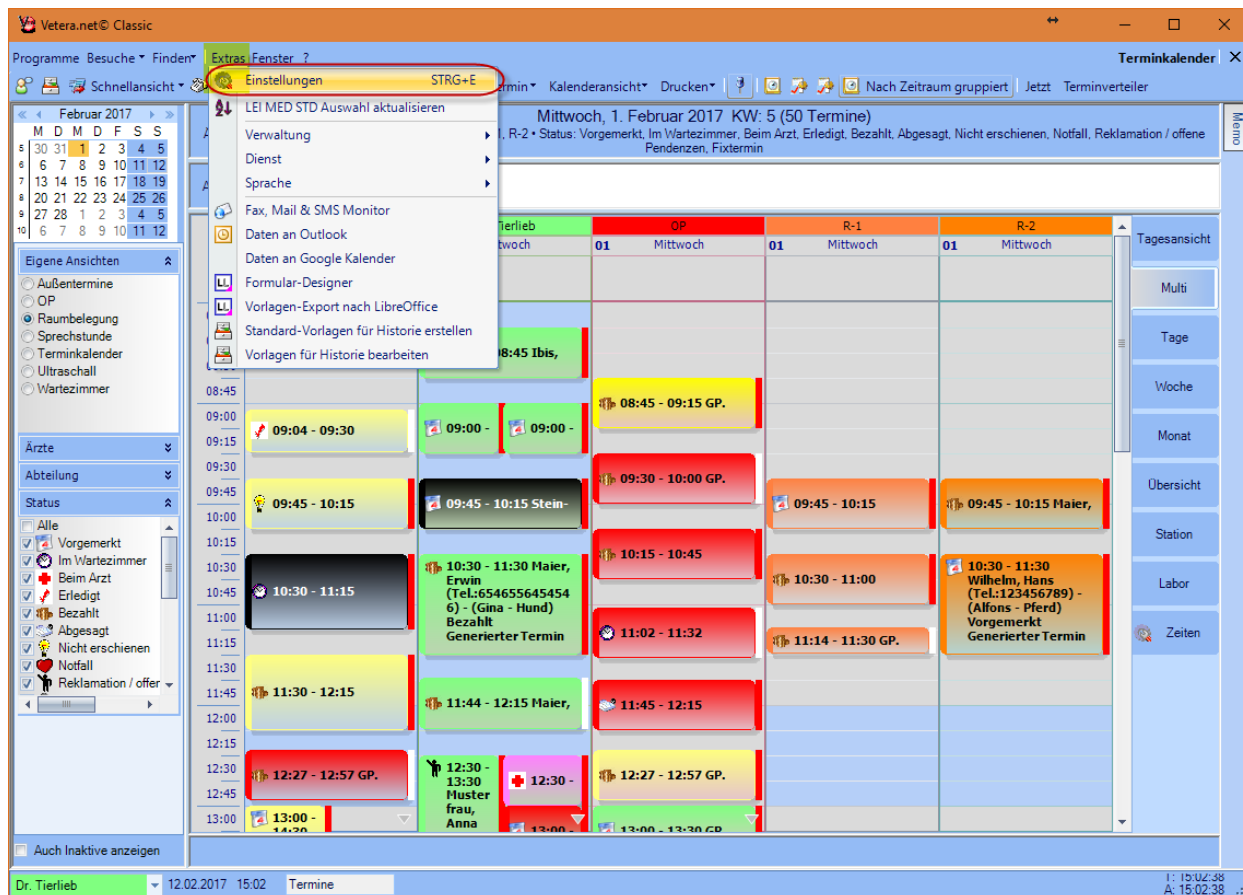 Vetera.net© Classic
Programme Besuche Finden Extras Fenster ?
Terminkalender
Schnellansicht
Kalenderansicht Drucken Nach Zeitraum gruppiert Jetzt Terminverteiler
Einstellungen STRG+E
LEI MED STD Auswahl aktualisieren
Verwaltung
Dienst
Sprache
Fax, Mail & SMS Monitor
Daten an Outlook
Daten an Google Kalender
Formular-Designer
Vorlagen-Export nach LibreOffice
Standard-Vorlagen für Historie erstellen
Vorlagen für Historie bearbeiten
Februar 2017
M D M D F S S
5 30 31 1 2 3 4 5
6 6 7 8 9 10 11 12
7 13 14 15 16 17 18 19
8 20 21 22 23 24 25 26
9 27 28 1 2 3 4 5
10 6 7 8 9 10 11 12
Mittwoch, 1. Februar 2017 KW: 5 (50 Termine)
, R-2 • Status: Vorgemerkt, Im Wartezimmer, Beim Arzt, Erledigt, Bezahlt, Abgesagt, Nicht erschienen, Notfall, Reklamation / offene
Pendenzen, Fixtermin
Memo
Eigene Ansichten
Außentermine
OP
Raumbelegung
Sprechstunde
Terminkalender
Ultraschall
Wartezimmer
Ärzte
Abteilung
Status
Alle
Vorgemerkt
Im Wartezimmer
Beim Arzt
Erledigt
Bezahlt
Abgesagt
Nicht erschienen
Notfall
Reklamation / offer
Auch Inaktive anzeigen
Tierlieb OP R-1 R-2
01 Mittwoch 01 Mittwoch 01 Mittwoch
08:45
09:00
09:15
09:30
09:45
10:00
10:15
10:30
10:45
11:00
11:15
11:30
11:45
12:00
12:15
12:30
12:45
13:00
09:04 - 09:30
09:45 - 10:15
10:30 - 11:15
11:30 - 12:15
12:27 - 12:57 GP.
13:00 -
14:30
08:45 Ibis,
09:00 - 09:00 -
09:45 - 10:15 Stein-
10:30 - 11:30 Maier,
Erwin
(Tel.:654655645454
6) - (Gina - Hund)
Bezahlt
Generierter Termin
11:44 - 12:15 Maier,
12:30 -
13:30
Muster
frau,
Anna
12:30 -
13:00 -
08:45 - 09:15 GP.
09:30 - 10:00 GP.
10:15 - 10:45
11:02 - 11:32
11:45 - 12:15
12:27 - 12:57 GP.
13:00 - 13:30 GP
09:45 - 10:15
10:30 - 11:00
11:14 - 11:30 GP.
09:45 - 10:15 Maier,
10:30 - 11:30
Wilhelm, Hans
(Tel.:123456789) -
(Alfons - Pferd)
Vorgemerkt
Generierter Termin
Tagesansicht
Multi
Tage
Woche
Monat
Übersicht
Station
Labor
Zeiten
Dr. Tierlieb 12.02.2017 15:02 Termine
T: 15:02:38
A: 15:02:38